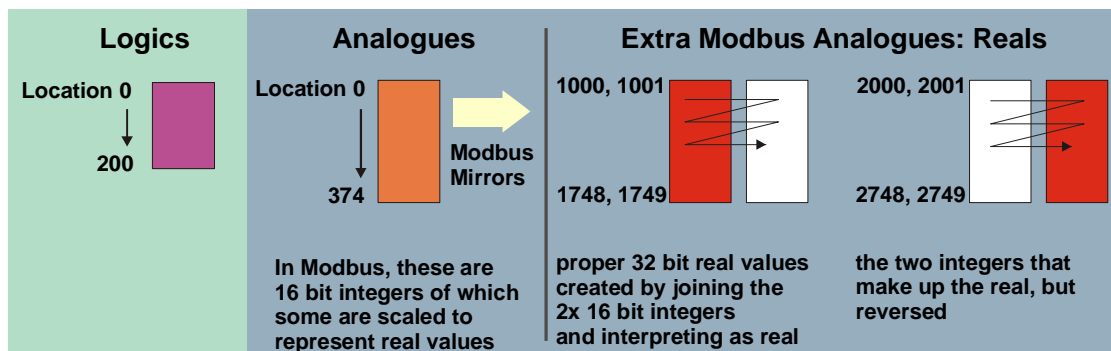 Logics
Location 0
200
Analogues
Location 0
374
Modbus
Mirrors
In Modbus, these are
16 bit integers of which
some are scaled to
represent real values
Extra Modbus Analogues: Reals
1000, 1001
1748, 1749
proper 32 bit real values
created by joining the
2x 16 bit integers
and interpreting as real
2000, 2001
2748, 2749
the two integers that
make up the real, but
reversed